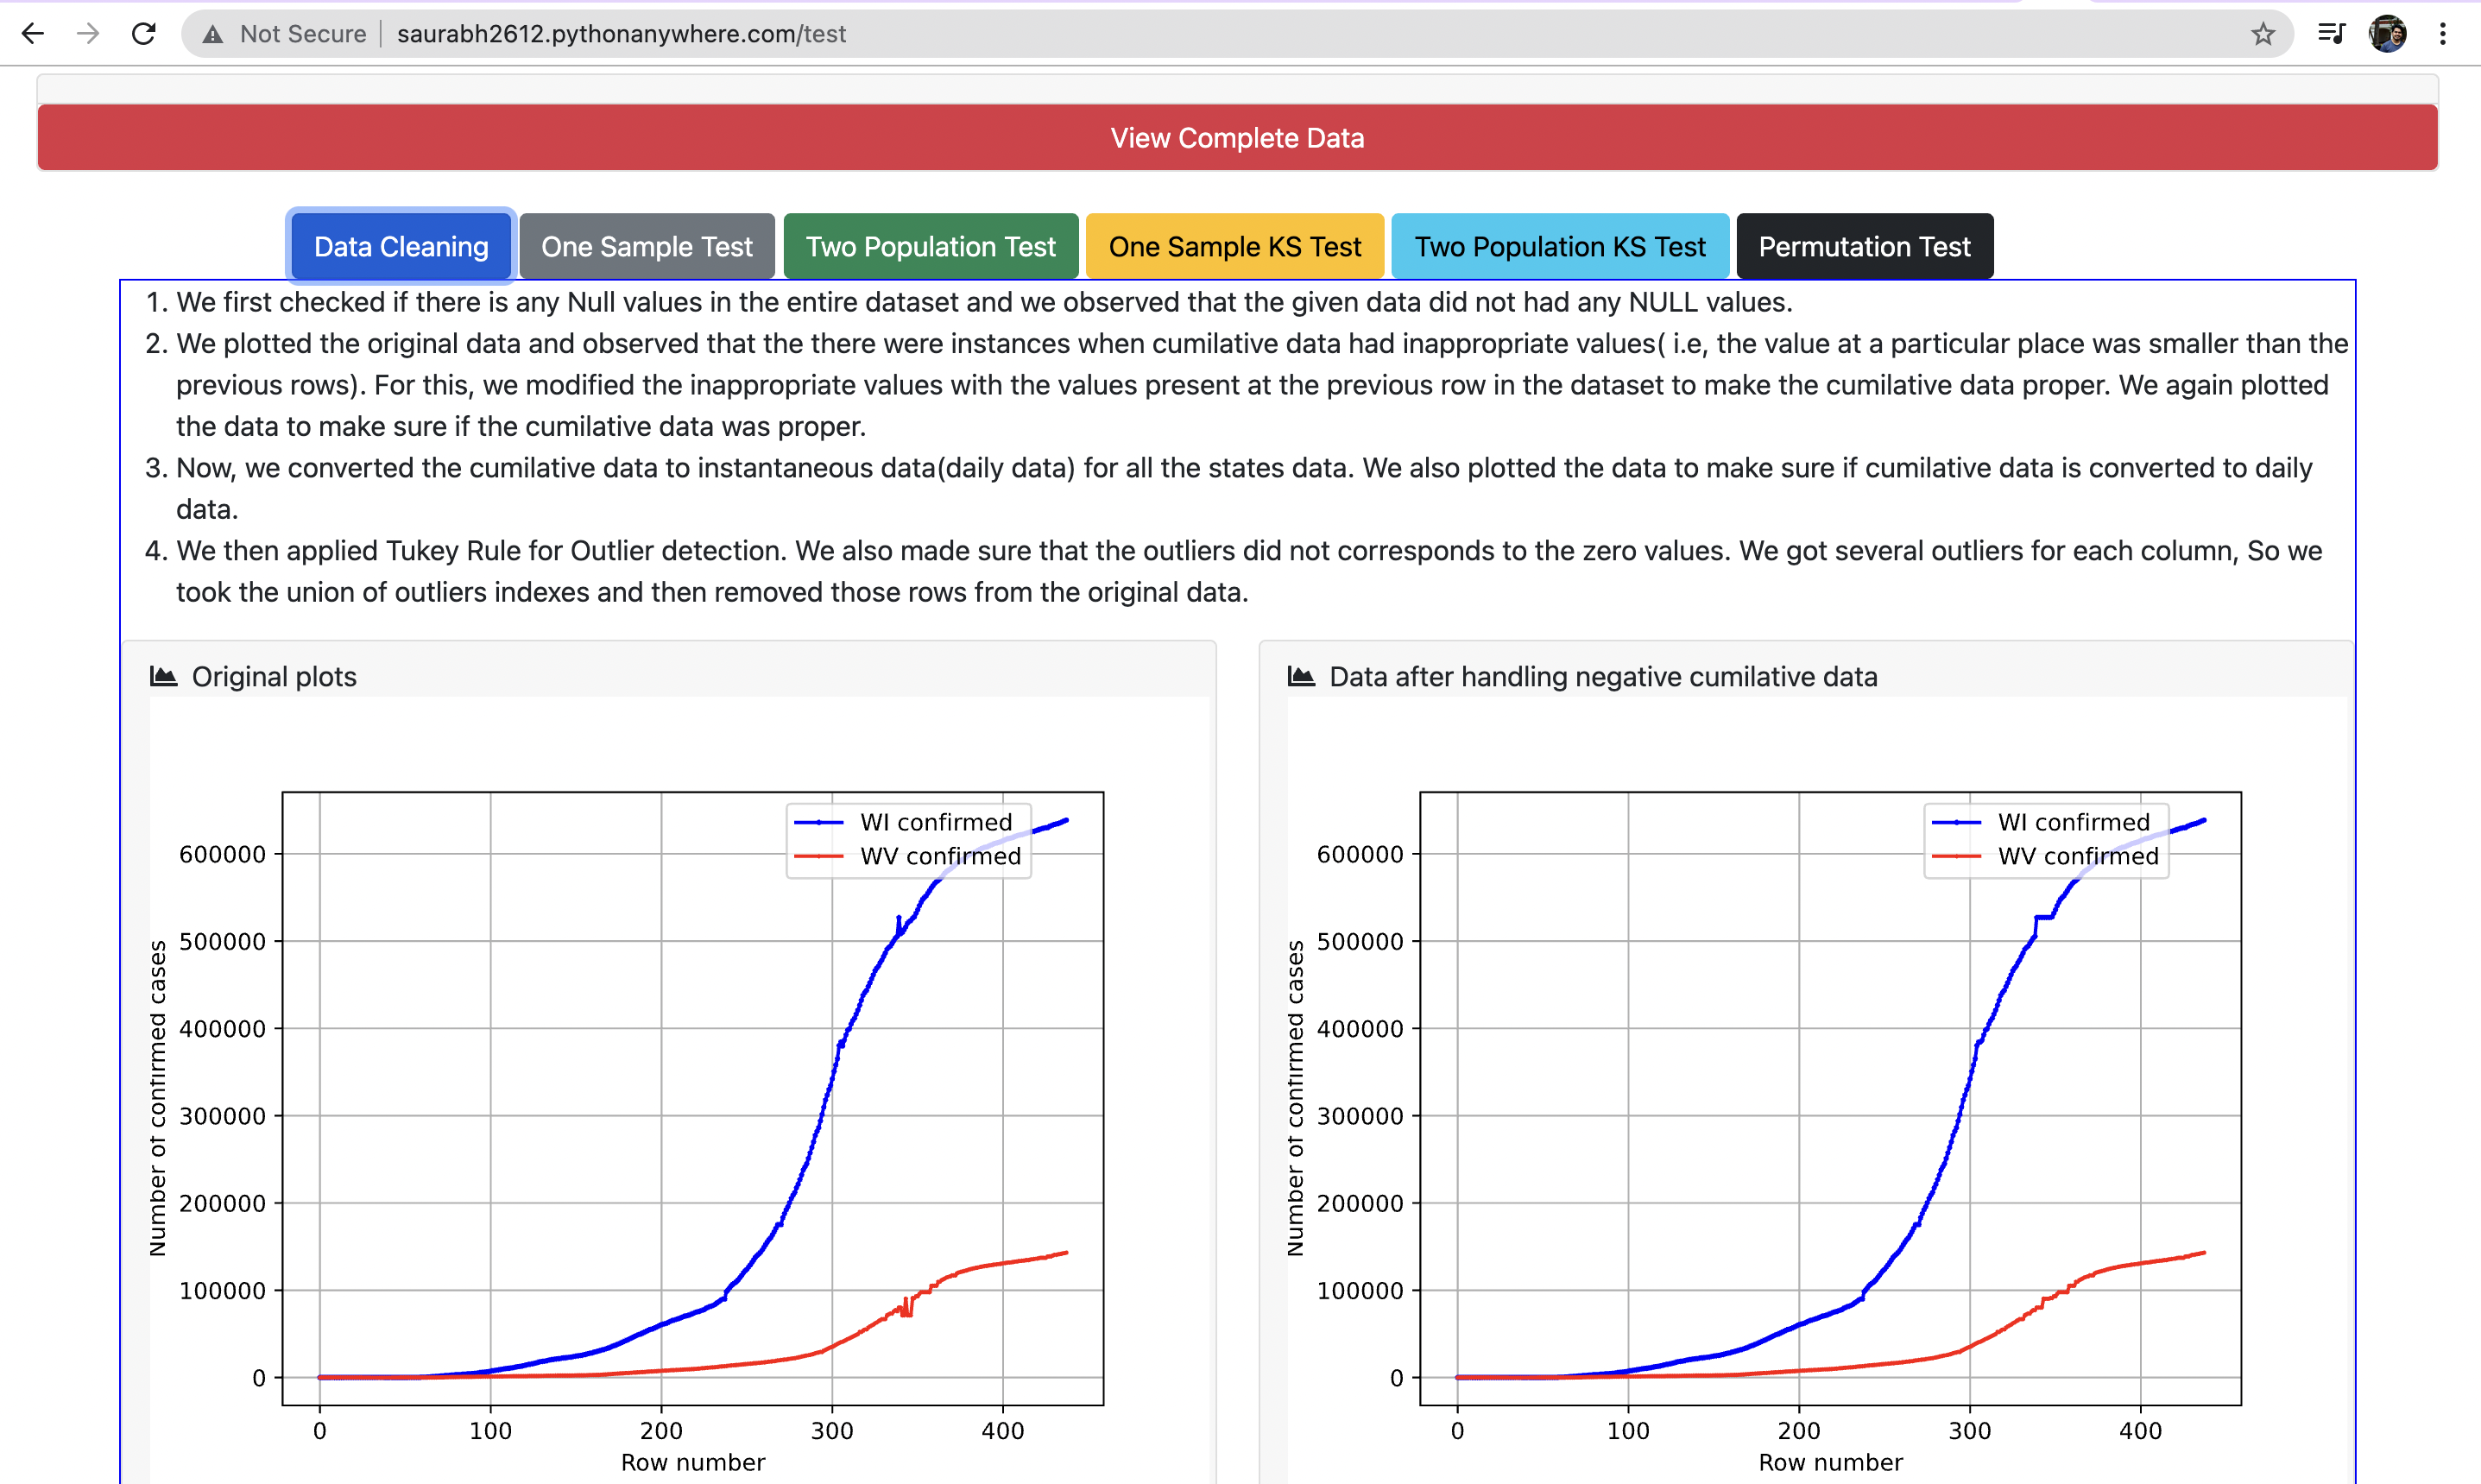 Not Secure saurabh2612.pythonanywhere.com/test
View Complete Data
Data Cleaning One Sample Test Two Population Test One Sample KS Test Two Population KS Test Permutation Test
1. We first checked if there is any Null values in the entire dataset and we observed that the given data did not had any NULL values.
2. We plotted the original data and observed that the there were instances when cumilative data had inappropriate values( i.e, the value at a particular place was smaller than the
previous rows). For this, we modified the inappropriate values with the values present at the previous row in the dataset to make the cumilative data proper. We again plotted
the data to make sure if the cumilative data was proper.
3. Now, we converted the cumilative data to instantaneous data(daily data) for all the states data. We also plotted the data to make sure if cumilative data is converted to daily
data.
4. We then applied Tukey Rule for Outlier detection. We also made sure that the outliers did not corresponds to the zero values. We got several outliers for each column, So we
took the union of outliers indexes and then removed those rows from the original data.
Original plots
WI confirmed
WV confirmed
600000
500000
400000
300000
200000
100000
0
Number of confirmed cases
0 100 200 300 400
Row number
Data after handling negative cumilative data
WI confirmed
WV confirmed
600000
500000
400000
300000
200000
100000
0
Number of confirmed cases
0 100 200 300 400
Row number